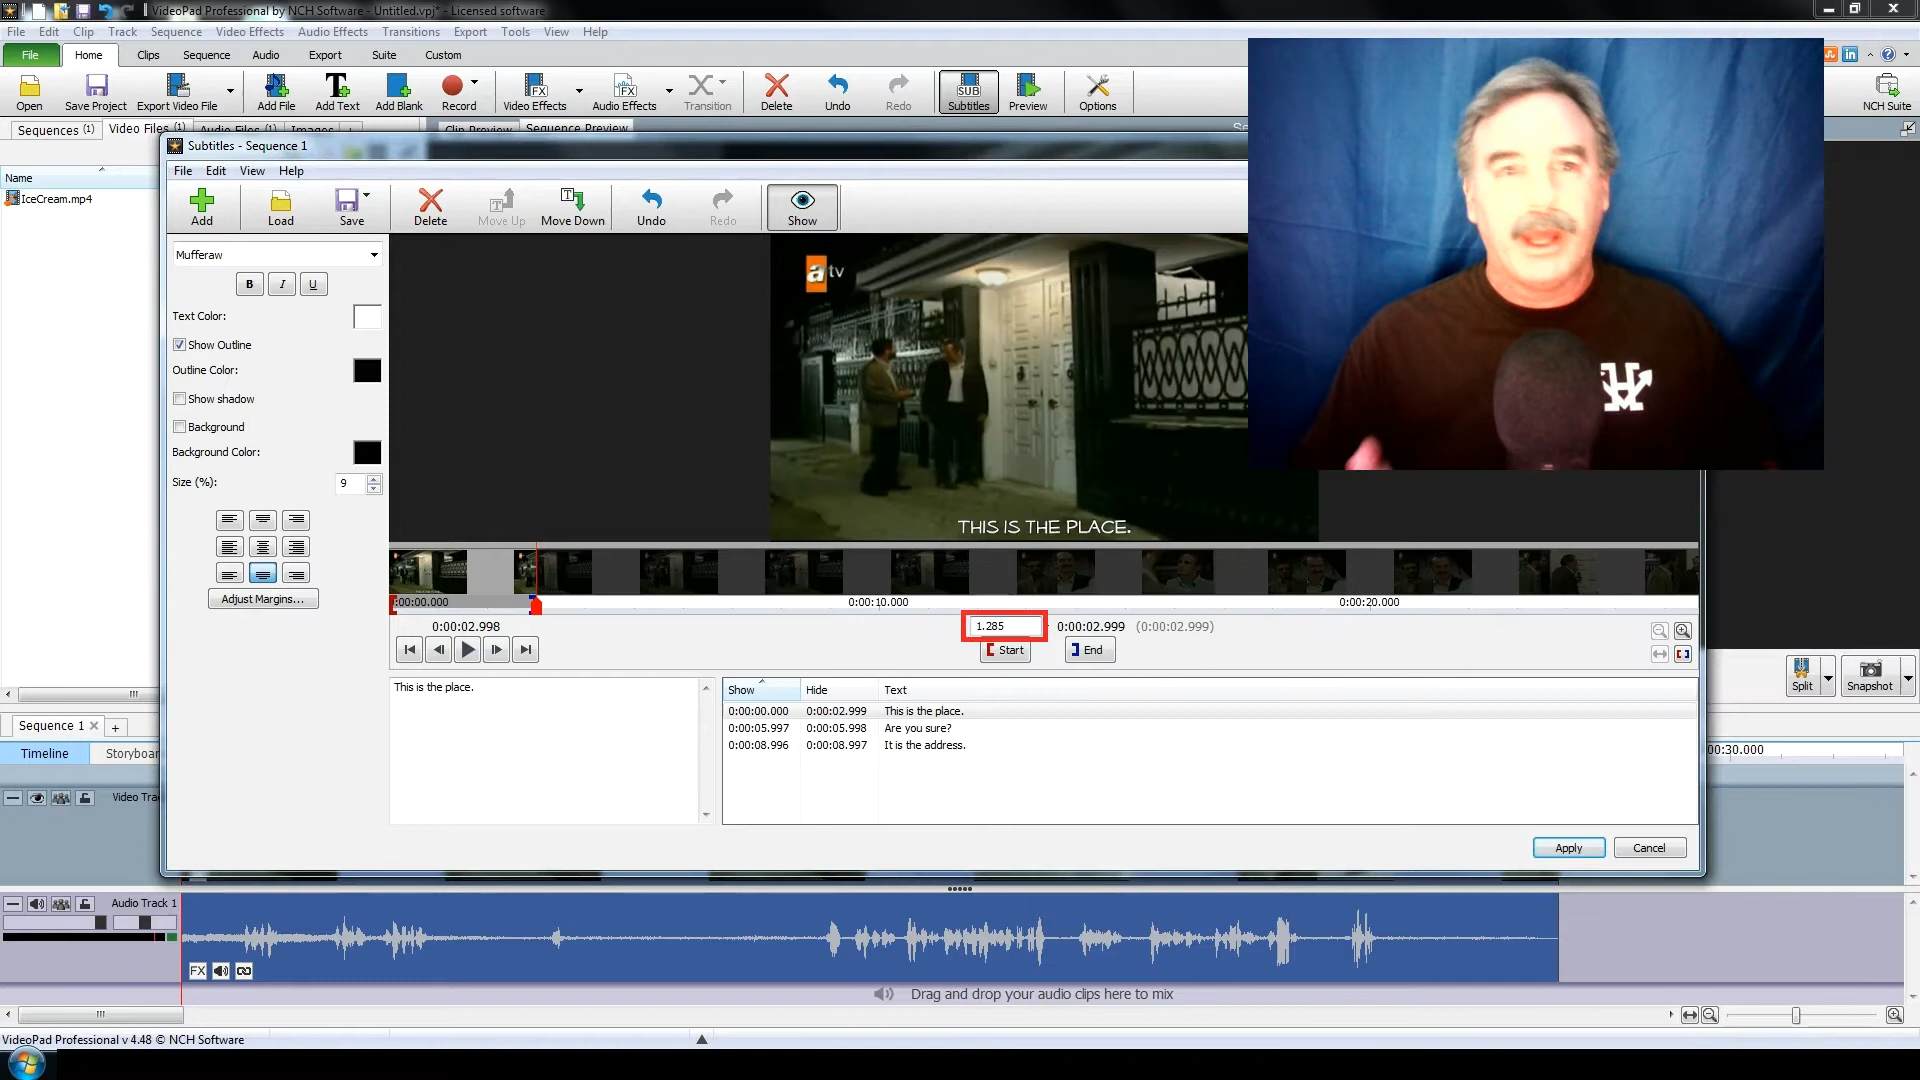 VideoPad Professional by NCH Software - Untitled.vpj* - Licensed software
File Edit Clip Track Sequence Video Effects Audio Effects Transitions Export Tools View Help
File Home Clips Sequence Audio Export Suite Custom
Open Save Project Export Video File Add File Add Text Add Blank Record Video Effects Audio Effects Transition Delete Undo Redo SUB Subtitles Preview Options NCH Suite
Sequences (1) Video Files (1) Audio Files (1) Images Clip Preview Sequence Preview
Subtitles - Sequence 1
File Edit View Help
Name
IceCream.mp4
Add Load Save Delete Move Up Move Down Undo Redo Show
Mufferaw
B I U
atv
Text Color:
Show Outline
Outline Color:
Show shadow
Background
Background Color:
Size (%): 9
Adjust Margins...
THIS IS THE PLACE.
0:00:00.000 0:00:10.000 0:00:20.000
0:00:02.998 1.285 0:00:02.999 (0:00:02.999)
Start End
Split Snapshot
This is the place.
Show Hide Text
0:00:00.000 0:00:02.999 This is the place.
0:00:05.997 0:00:05.998 Are you sure?
0:00:08.996 0:00:08.997 It is the address.
Sequence 1
Timeline Storyboard
00:30.000
Video Tra
Apply Cancel
Audio Track 1
FX
Drag and drop your audio clips here to mix
VideoPad Professional v 4.48 © NCH Software